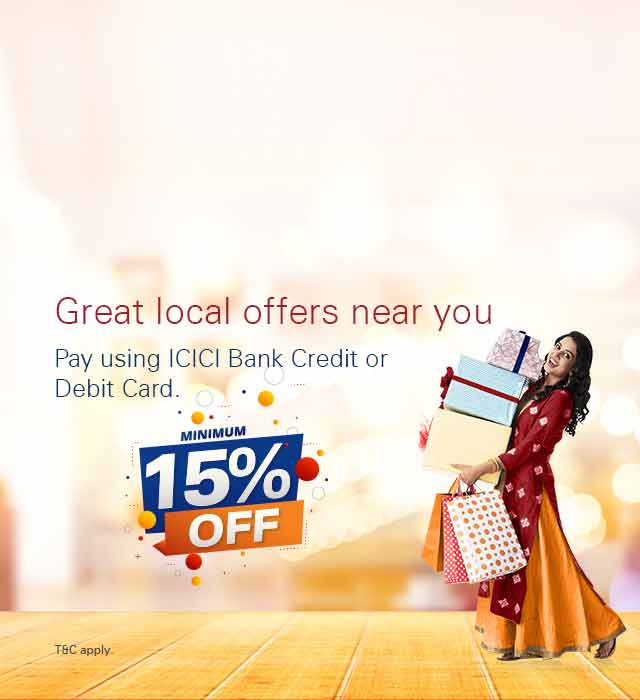 Great local offers near you
Pay using ICICI Bank Credit or
Debit Card.
MINIMUM
15%
OFF
T&C apply.